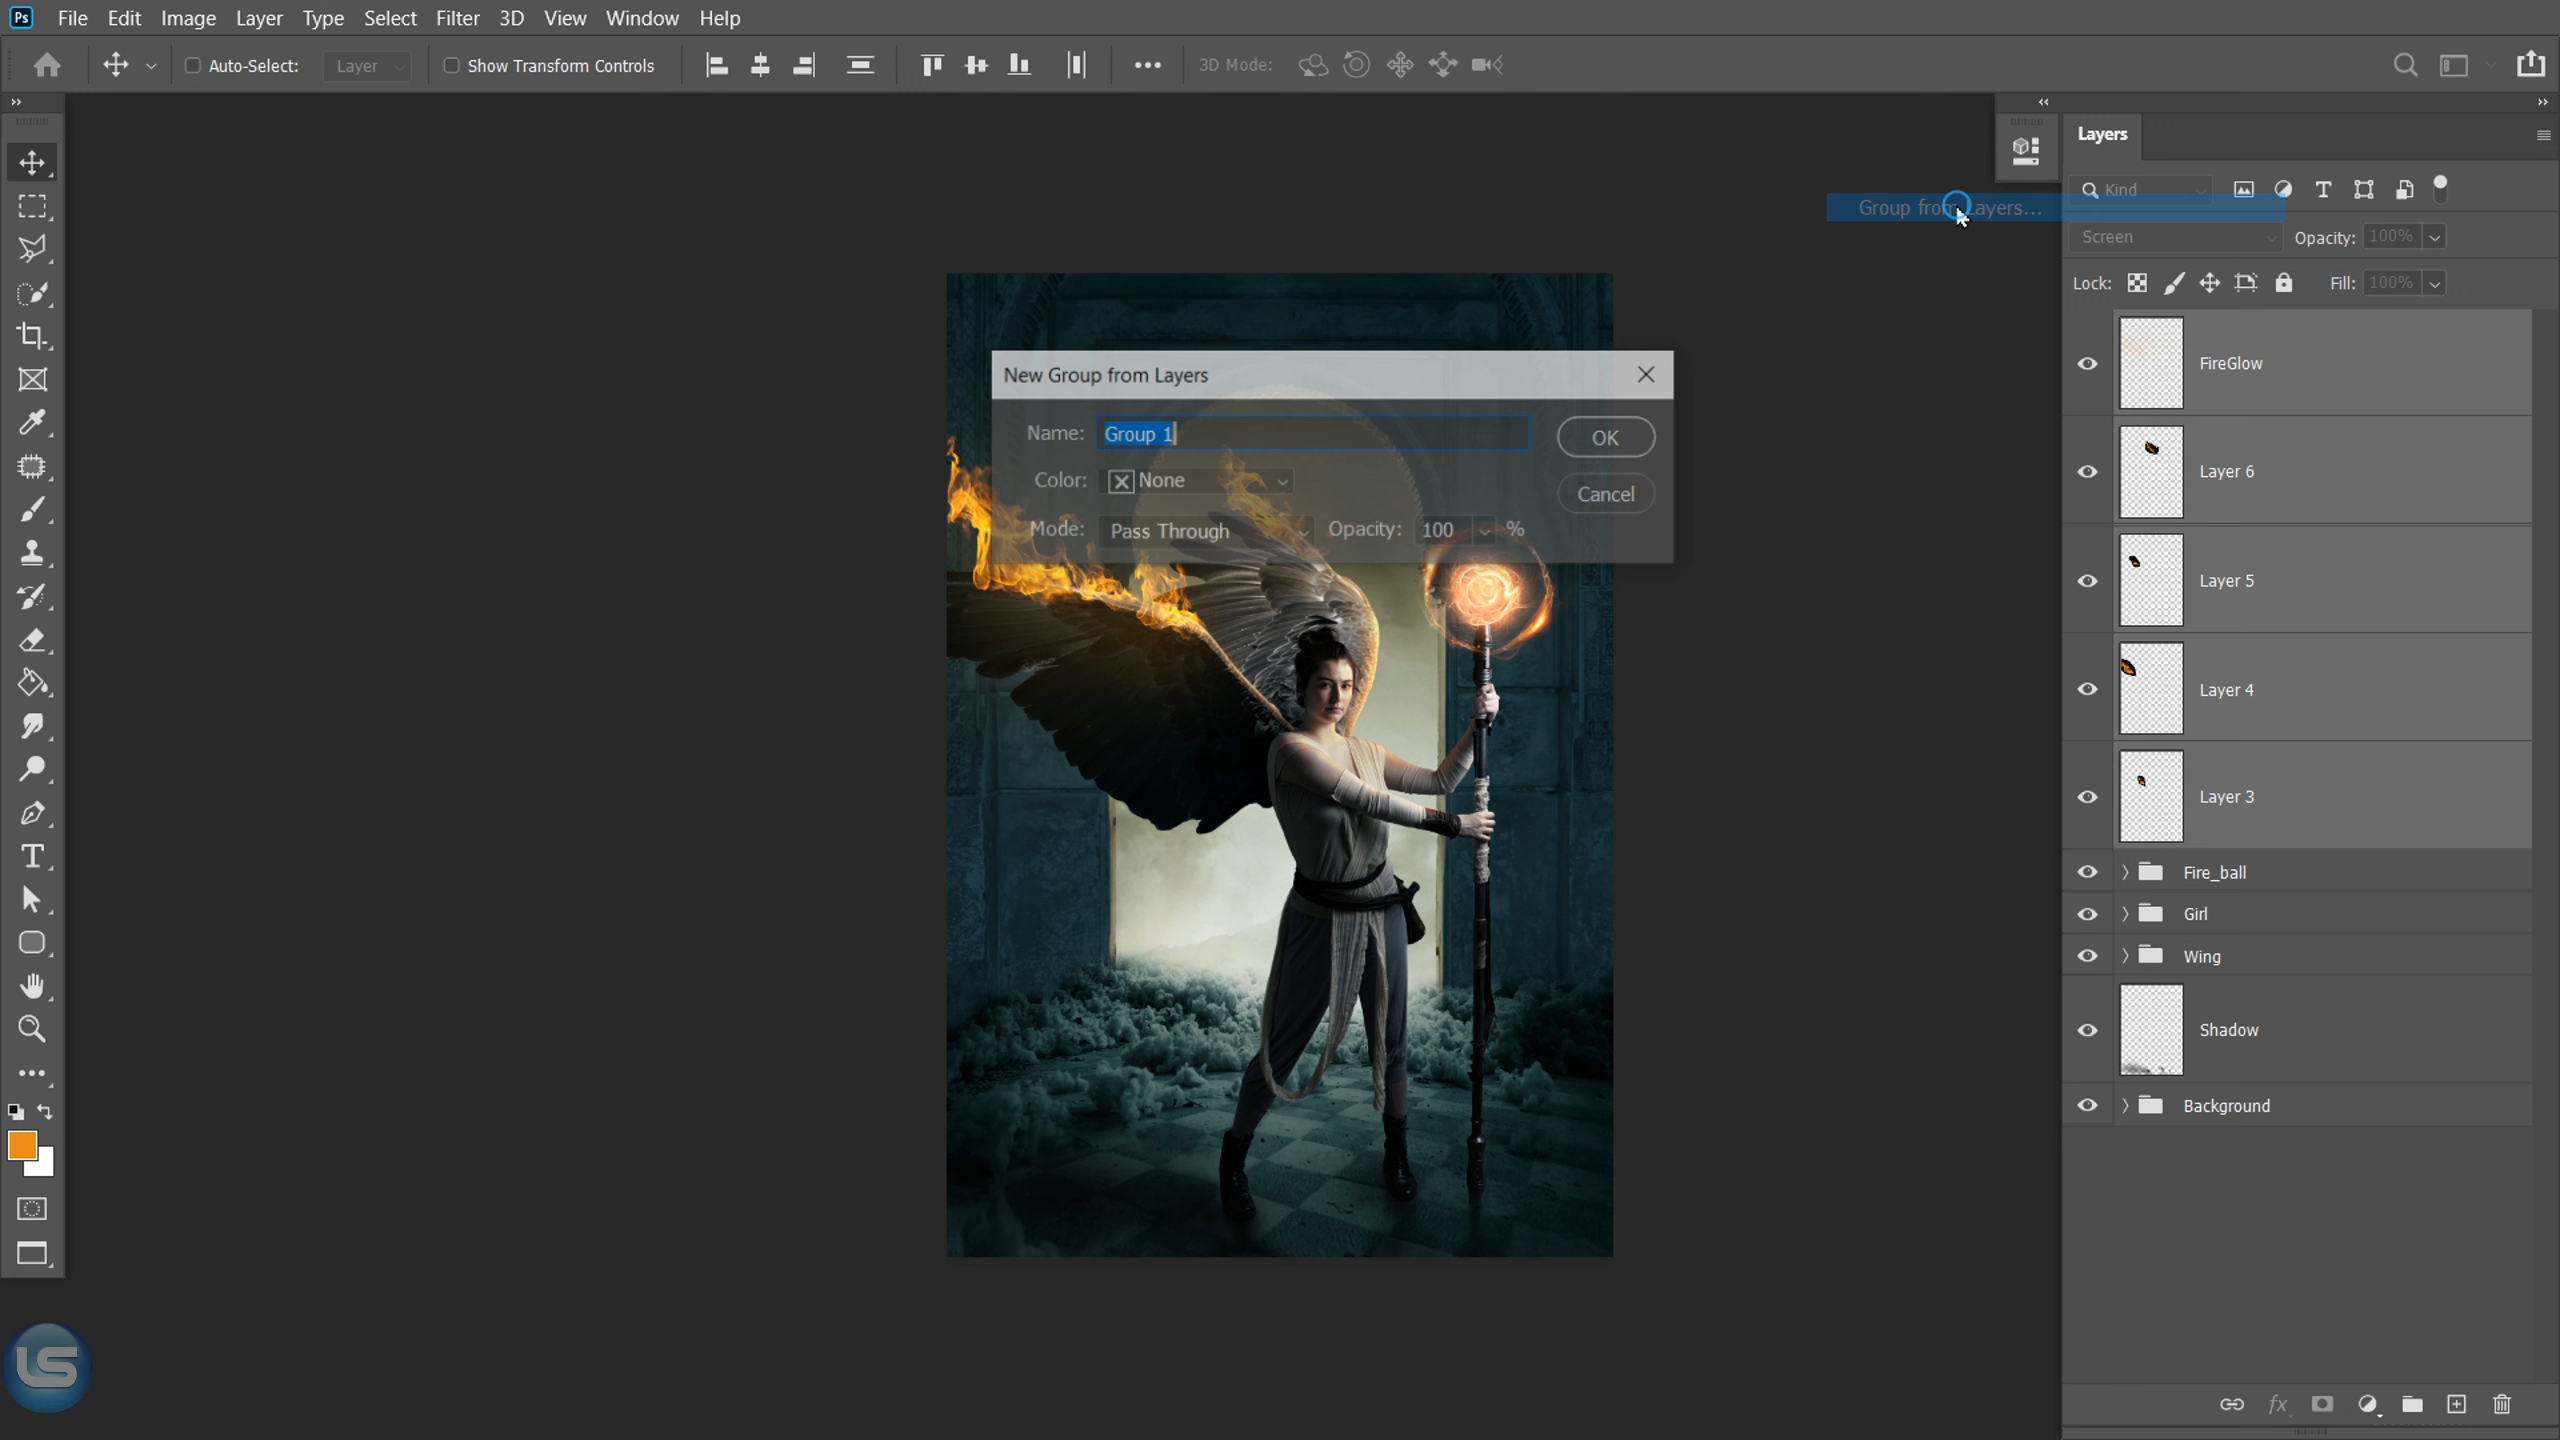 Ps File Edit Image Layer Type Select Filter 3D View Window Help
Auto-Select: Layer Show Transform Controls 3D Mode:
Layers
Kind
Group from Layers...
Screen Opacity: 100%
Lock: Fill: 100%
New Group from Layers
Name: Group 1 OK
Color: None Cancel
Mode: Pass Through Opacity: 100 %
FireGlow
Layer 6
Layer 5
Layer 4
Layer 3
Fire_ball
Girl
Wing
Shadow
Background
LS
fx